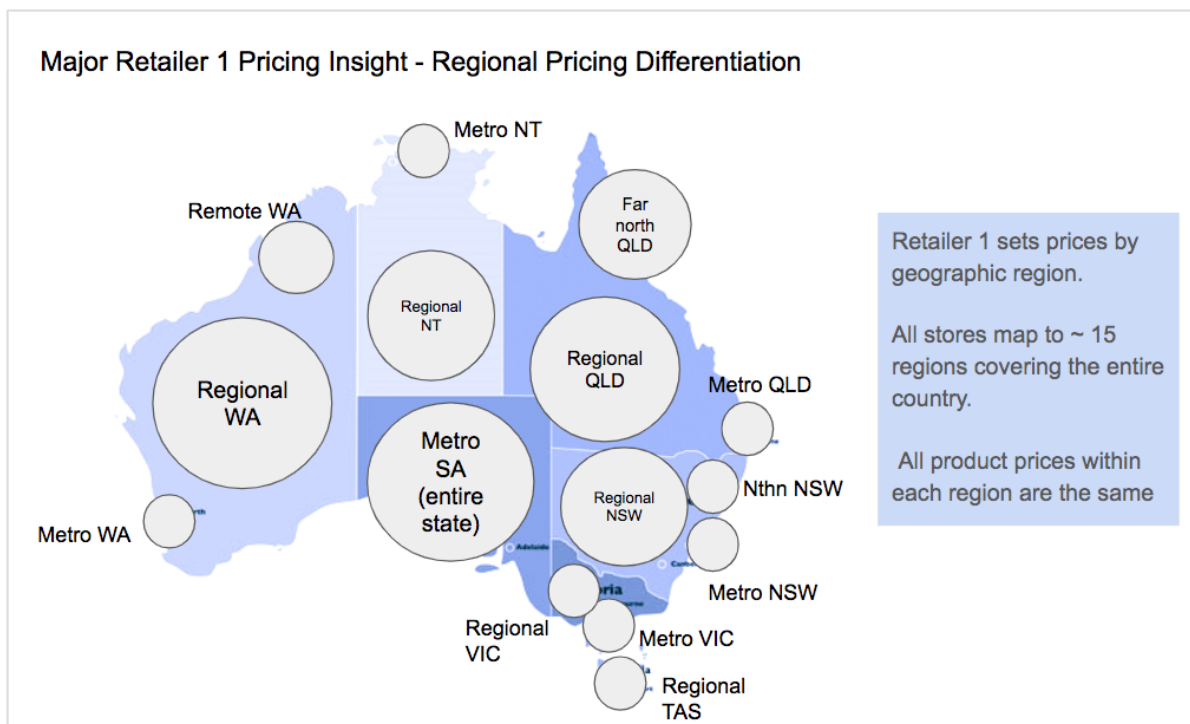 Major Retailer 1 Pricing Insight - Regional Pricing Differentiation
Metro NT
Remote WA
Far
north
QLD
Regional
NT
Regional
WA
Regional
QLD
Metro QLD
Metro
SA
(entire
state)
Regional
NSW
Nthn NSW
Metro WA
Adelaide
Metro NSW
Regional
VIC
Metro VIC
Regional
TAS
Retailer 1 sets prices by
geographic region.
All stores map to ~ 15
regions covering the entire
country.
All product prices within
each region are the same